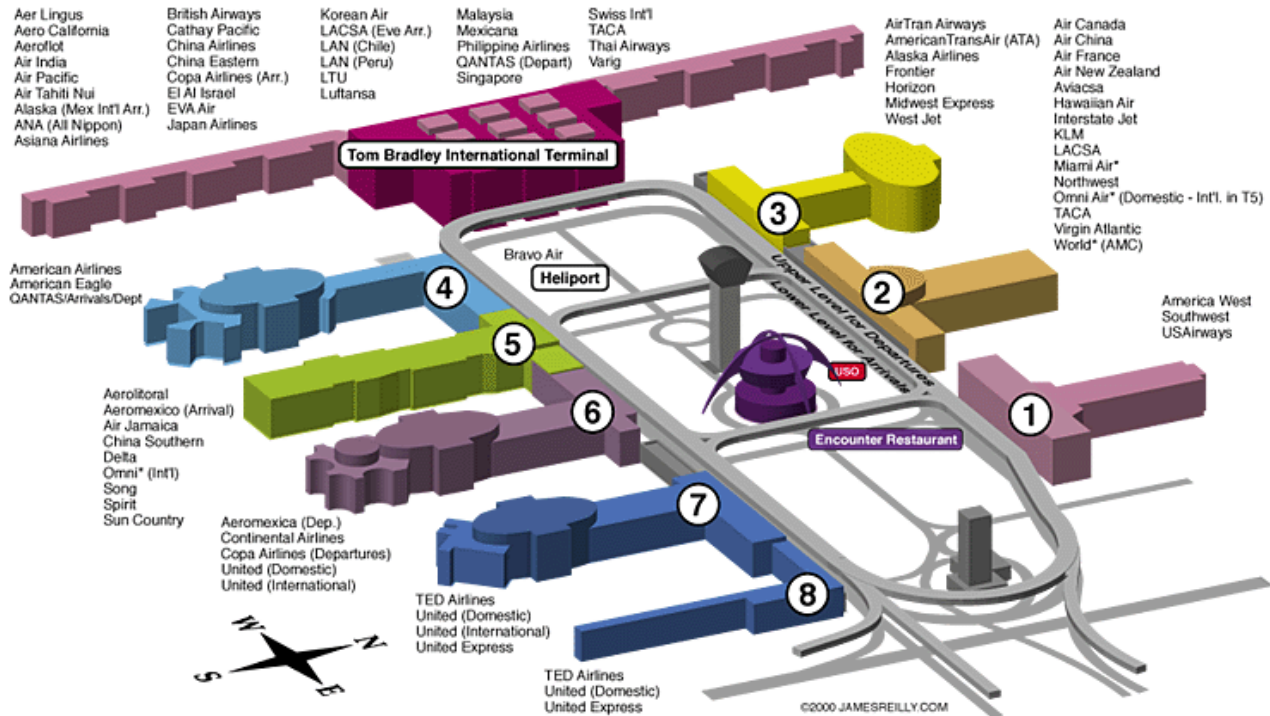 Aer Lingus
Aero California
Aeroflot
Air India
Air Pacific
Air Tahiti Nui
Alaska (Mex Int'l Arr.)
ANA (All Nippon)
Asiana Airlines
British Airways
Cathay Pacific
China Airlines
China Eastern
Copa Airlines (Arr.)
El Al Israel
EVA Air
Japan Airlines
Korean Air
LACSA (Eve Arr.)
LAN (Chile)
LAN (Peru)
LTU
Luftansa
Malaysia
Mexicana
Philippine Airlines
QANTAS (Depart)
Singapore
Swiss Int'l
TACA
Thai Airways
Varig
AirTran Airways
AmericanTransAir (ATA)
Alaska Airlines
Frontier
Horizon
Midwest Express
West Jet
Air Canada
Air China
Air France
Air New Zealand
Aviacsa
Hawaiian Air
Interstate Jet
KLM
LACSA
Miami Air*
Northwest
Omni Air* (Domestic - Int'l. in T5)
TACA
Virgin Atlantic
World* (AMC)
Tom Bradley International Terminal
3
Bravo Air
Heliport
Upper Level for Departures
Lower Level for Arrivals
2
American Airlines
American Eagle
QANTAS/Arrivals/Dept
4
America West
Southwest
USAirways
5
USO
1
6
Encounter Restaurant
Aerolitoral
Aeromexico (Arrival)
Air Jamaica
China Southern
Delta
Omni* (Int'l)
Song
Spirit
Sun Country
7
Aeromexica (Dep.)
Continental Airlines
Copa Airlines (Departures)
United (Domestic)
United (International)
8
TED Airlines
United (Domestic)
United (International)
United Express
TED Airlines
United (Domestic)
United Express
W
N
S
E
©2000 JAMESREILLY.COM